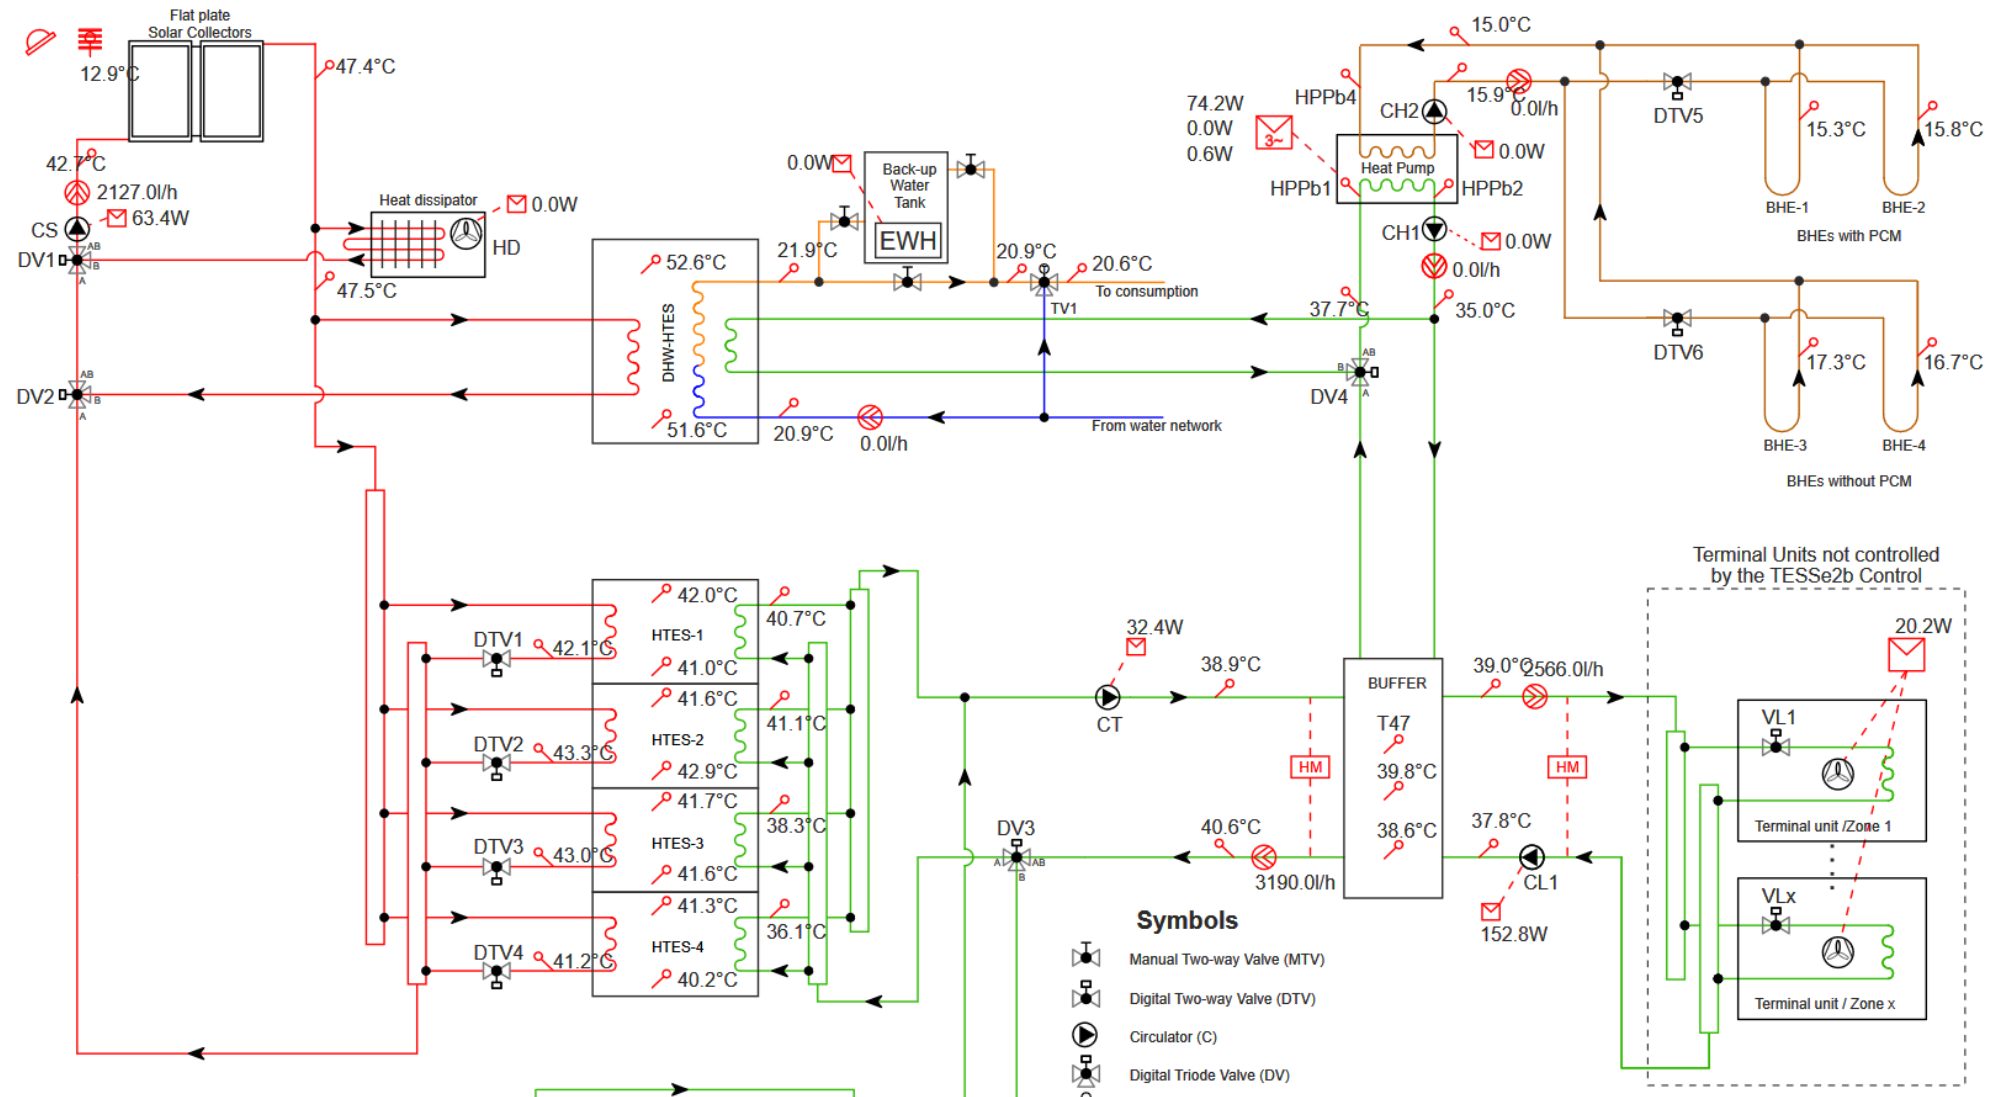 Flat plate
Solar Collectors
12.9°C
47.4°C
42.7°C
2127.0l/h
CS
63.4W
DV1
AB
B
A
Heat dissipator
0.0W
HD
47.5°C
DV2
AB
B
A
0.0W
Back-up
Water
Tank
EWH
52.6°C
DHW-HTES
51.6°C
21.9°C
20.9°C
20.6°C
To consumption
TV1
20.9°C
0.0l/h
From water network
15.0°C
HPPb4
CH2
15.9°C
0.0l/h
74.2W
0.0W
0.6W
3~
Heat Pump
0.0W
HPPb1
HPPb2
CH1
0.0W
0.0l/h
37.7°C
35.0°C
AB
B
A
DV4
DTV5
15.3°C
15.8°C
BHE-1
BHE-2
BHEs with PCM
DTV6
17.3°C
16.7°C
BHE-3
BHE-4
BHEs without PCM
42.0°C
HTES-1
41.0°C
40.7°C
DTV1
42.1°C
41.6°C
HTES-2
42.9°C
41.1°C
DTV2
43.3°C
41.7°C
HTES-3
41.6°C
38.3°C
DTV3
43.0°C
41.3°C
HTES-4
40.2°C
36.1°C
DTV4
41.2°C
32.4W
CT
38.9°C
HM
40.6°C
3190.0l/h
DV3
A
AB
B
BUFFER
T47
39.8°C
38.6°C
39.0°C
2566.0l/h
HM
37.8°C
CL1
152.8W
Terminal Units not controlled
by the TESSe2b Control
20.2W
VL1
Terminal unit /Zone 1
VLx
Terminal unit / Zone x
Symbols
Manual Two-way Valve (MTV)
Digital Two-way Valve (DTV)
Circulator (C)
Digital Triode Valve (DV)